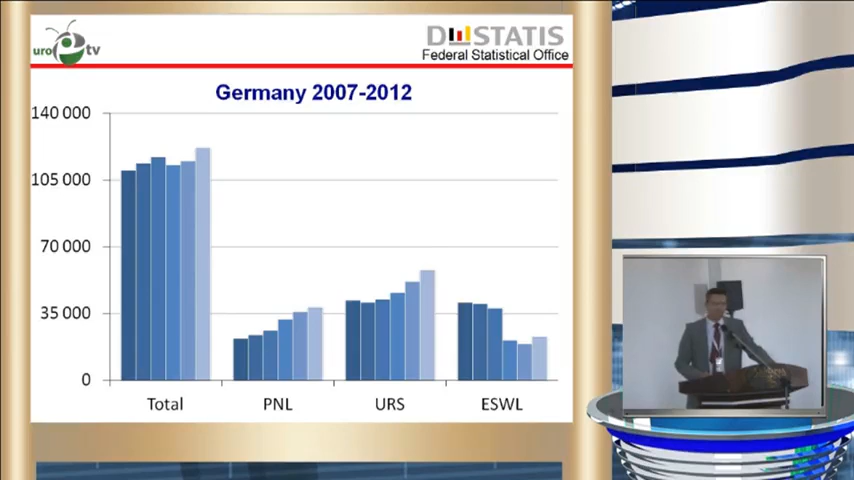 uro e tv
DESTATIS
Federal Statistical Office
Germany 2007-2012
140 000
105 000
70 000
35 000
0
Total
PNL
URS
ESWL